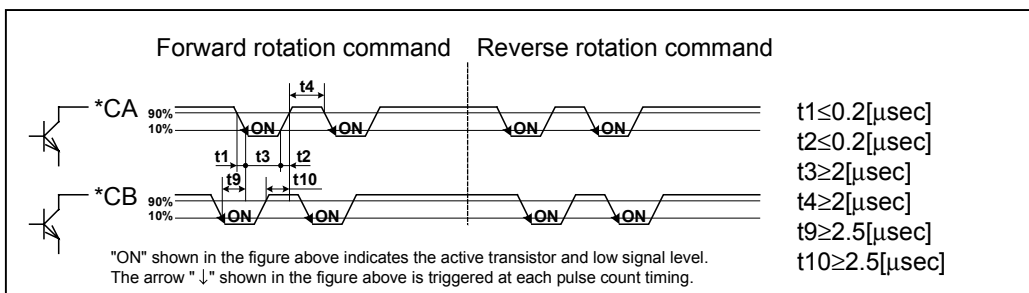 Forward rotation command
Reverse rotation command
t4
*CA
90%
10%
ON
ON
ON
ON
t1
t3
t2
t9
t10
*CB
90%
10%
ON
ON
ON
ON
t1≤0.2[μsec]
t2≤0.2[μsec]
t3≥2[μsec]
t4≥2[μsec]
t9≥2.5[μsec]
t10≥2.5[μsec]
"ON" shown in the figure above indicates the active transistor and low signal level.
The arrow "↓" shown in the figure above is triggered at each pulse count timing.